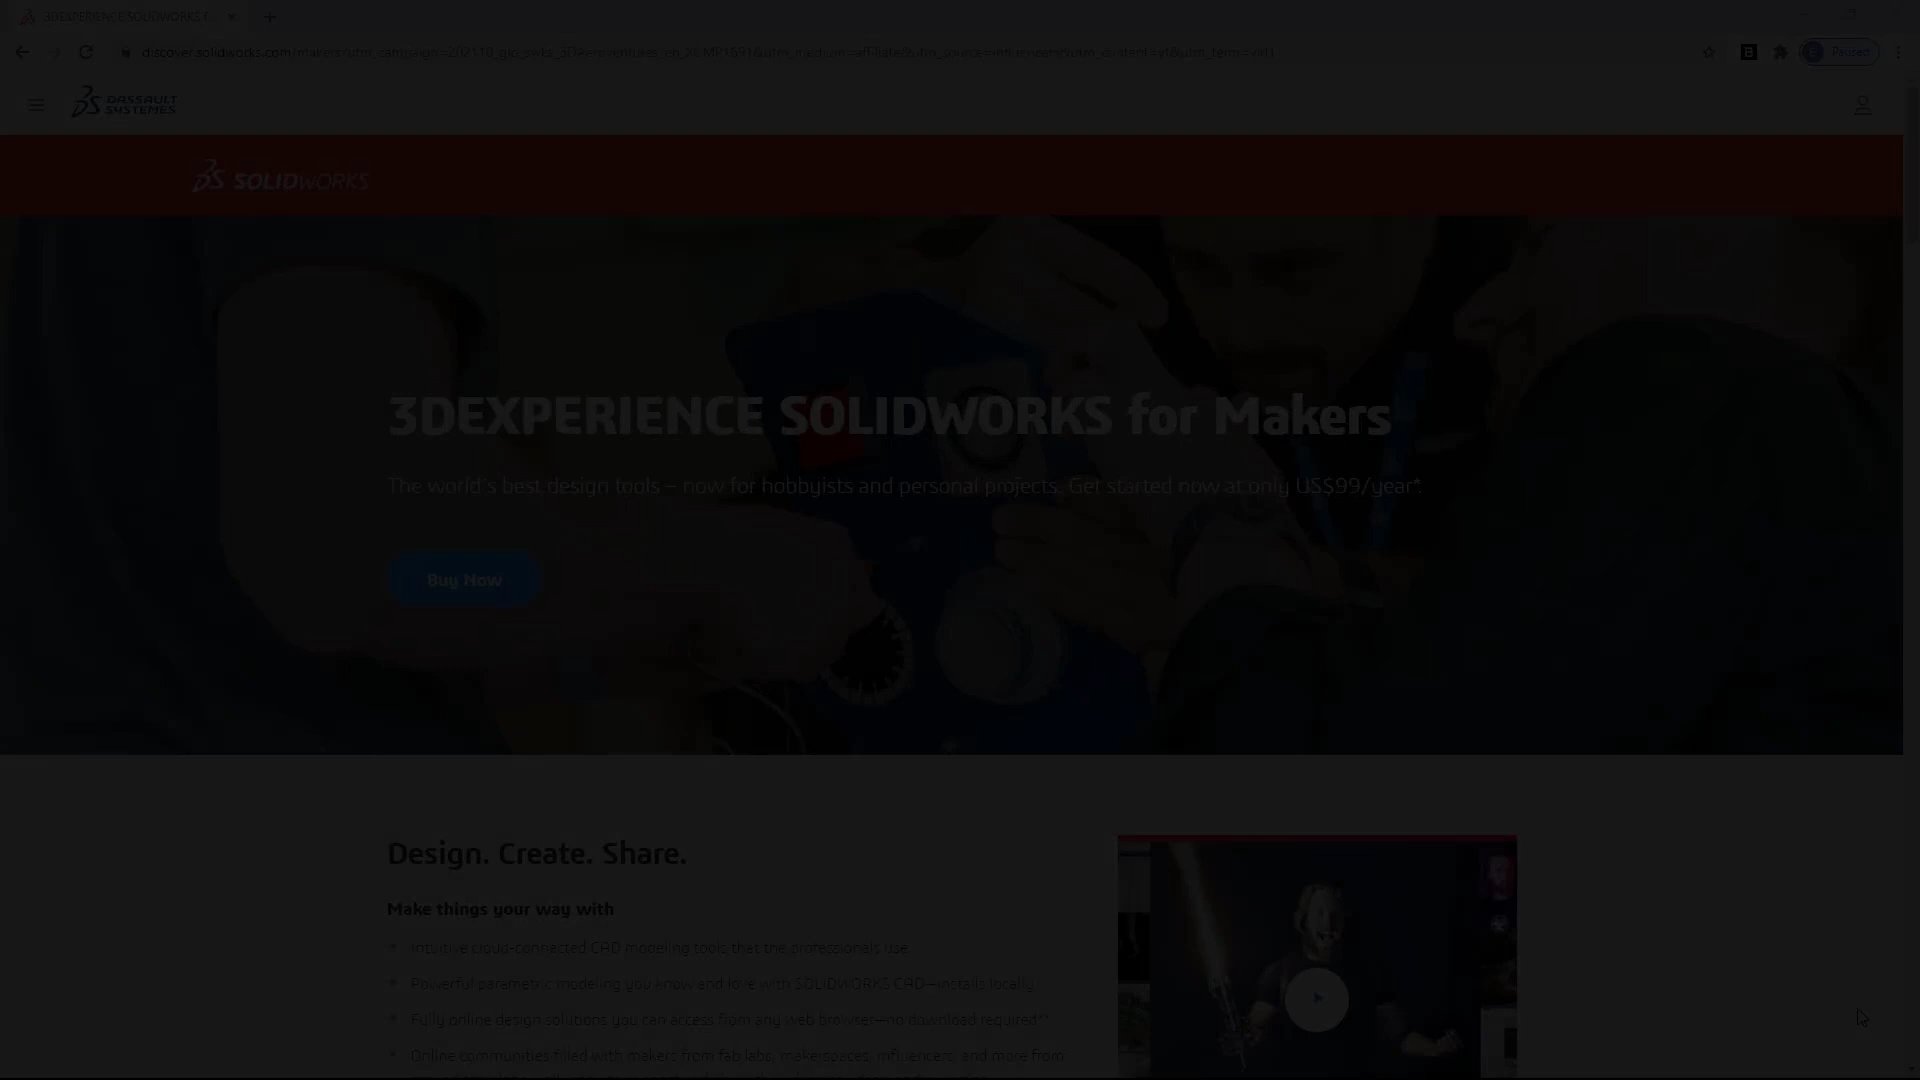 3DEXPERIENCE SOLIDWORKS f
Paused
DASSAULT
SYSTEMES
SOLIDWORKS
3DEXPERIENCE SOLIDWORKS for Makers
The world's best design tools – now for hobbyists and personal projects. Get started now at only US$99/year*.
Buy Now
Design. Create. Share.
Make things your way with
Intuitive cloud-connected CAD modeling tools that the professionals use
Powerful parametric modeling you know and love with SOLIDWORKS CAD—installs locally
Fully online design solutions you can access from any web browser—no download required**
Online communities filled with makers from fab labs, makerspaces, influencers, and more from